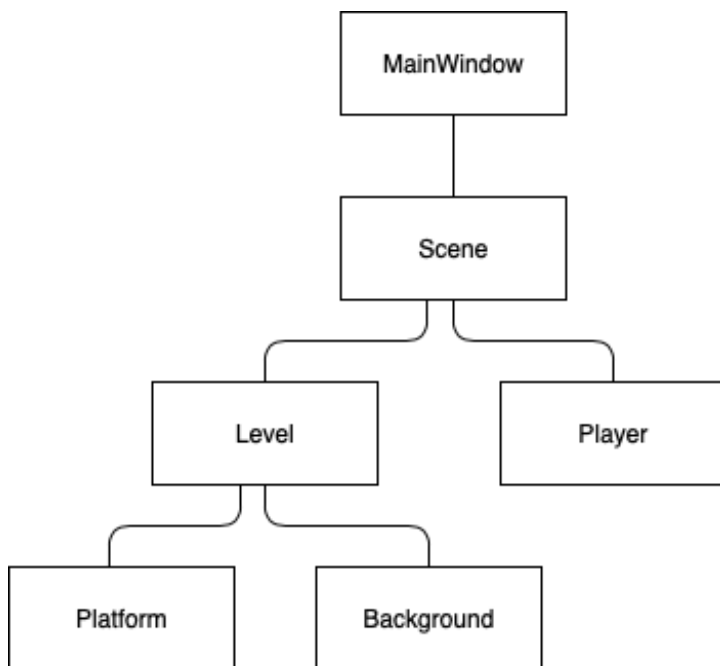 MainWindow
Scene
Level
Player
Platform
Background